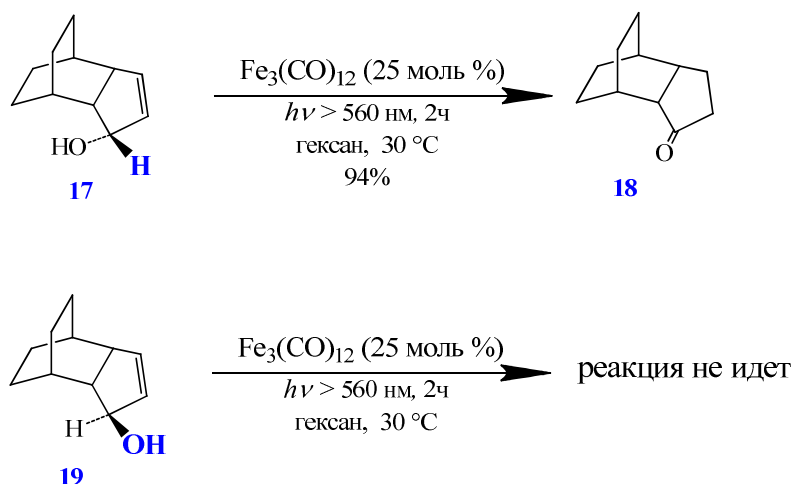 Fe3(CO)12 (25 моль %)
hν > 560 нм, 2ч
гексан, 30 °C
94%
HO
H
17
O
18
Fe3(CO)12 (25 моль %)
hν > 560 нм, 2ч
гексан, 30 °C
реакция не идет
H
OH
19